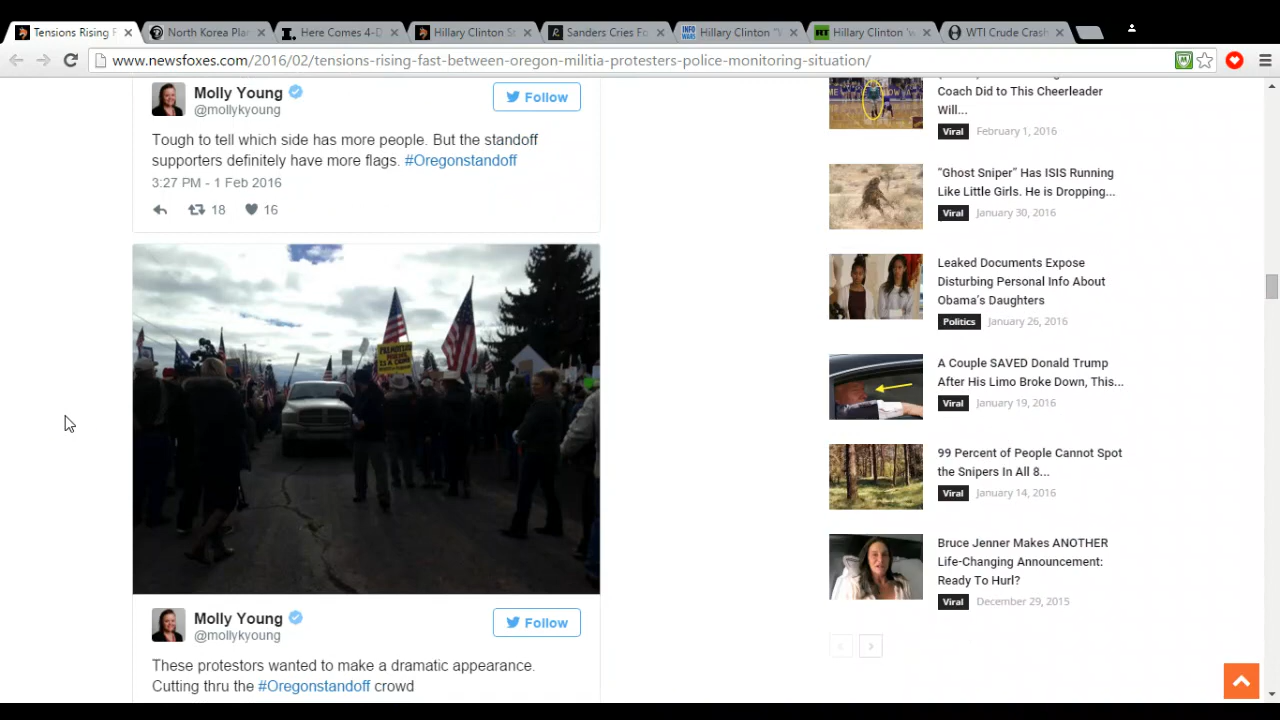 Tensions Rising F
North Korea Plan
Here Comes 4-D
Hillary Clinton St
Sanders Cries Fo
INFO WARS
Hillary Clinton "V
RT
Hillary Clinton 'w
WTI Crude Crash
www.newsfoxes.com/2016/02/tensions-rising-fast-between-oregon-militia-protesters-police-monitoring-situation/
Molly Young
@mollykyoung
Follow
Tough to tell which side has more people. But the standoff
supporters definitely have more flags. #Oregonstandoff
3:27 PM - 1 Feb 2016
18
16
Molly Young
@mollykyoung
Follow
These protestors wanted to make a dramatic appearance.
Cutting thru the #Oregonstandoff crowd
Coach Did to This Cheerleader
Will...
Viral February 1, 2016
“Ghost Sniper” Has ISIS Running
Like Little Girls. He is Dropping...
Viral January 30, 2016
Leaked Documents Expose
Disturbing Personal Info About
Obama’s Daughters
Politics January 26, 2016
A Couple SAVED Donald Trump
After His Limo Broke Down, This...
Viral January 19, 2016
99 Percent of People Cannot Spot
the Snipers In All 8...
Viral January 14, 2016
Bruce Jenner Makes ANOTHER
Life-Changing Announcement:
Ready To Hurl?
Viral December 29, 2015